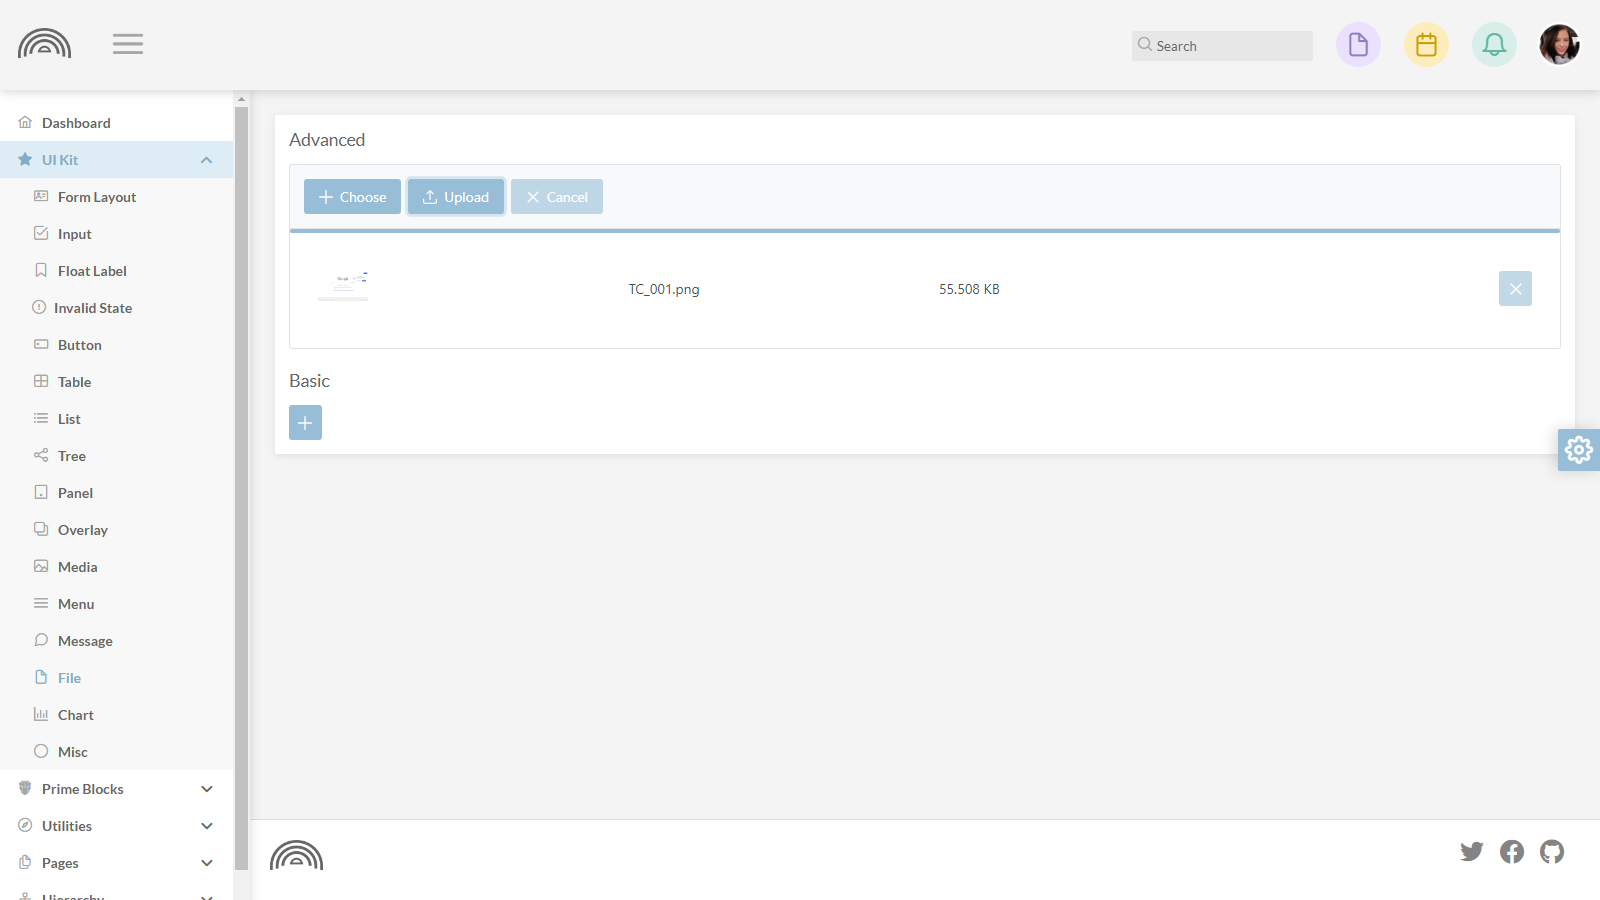 Search
Dashboard
UI Kit
Form Layout
Input
Float Label
Invalid State
Button
Table
List
Tree
Panel
Overlay
Media
Menu
Message
File
Chart
Misc
Prime Blocks
Utilities
Pages
Hierarchy
Advanced
Choose
Upload
Cancel
TC_001.png
55.508 KB
Basic